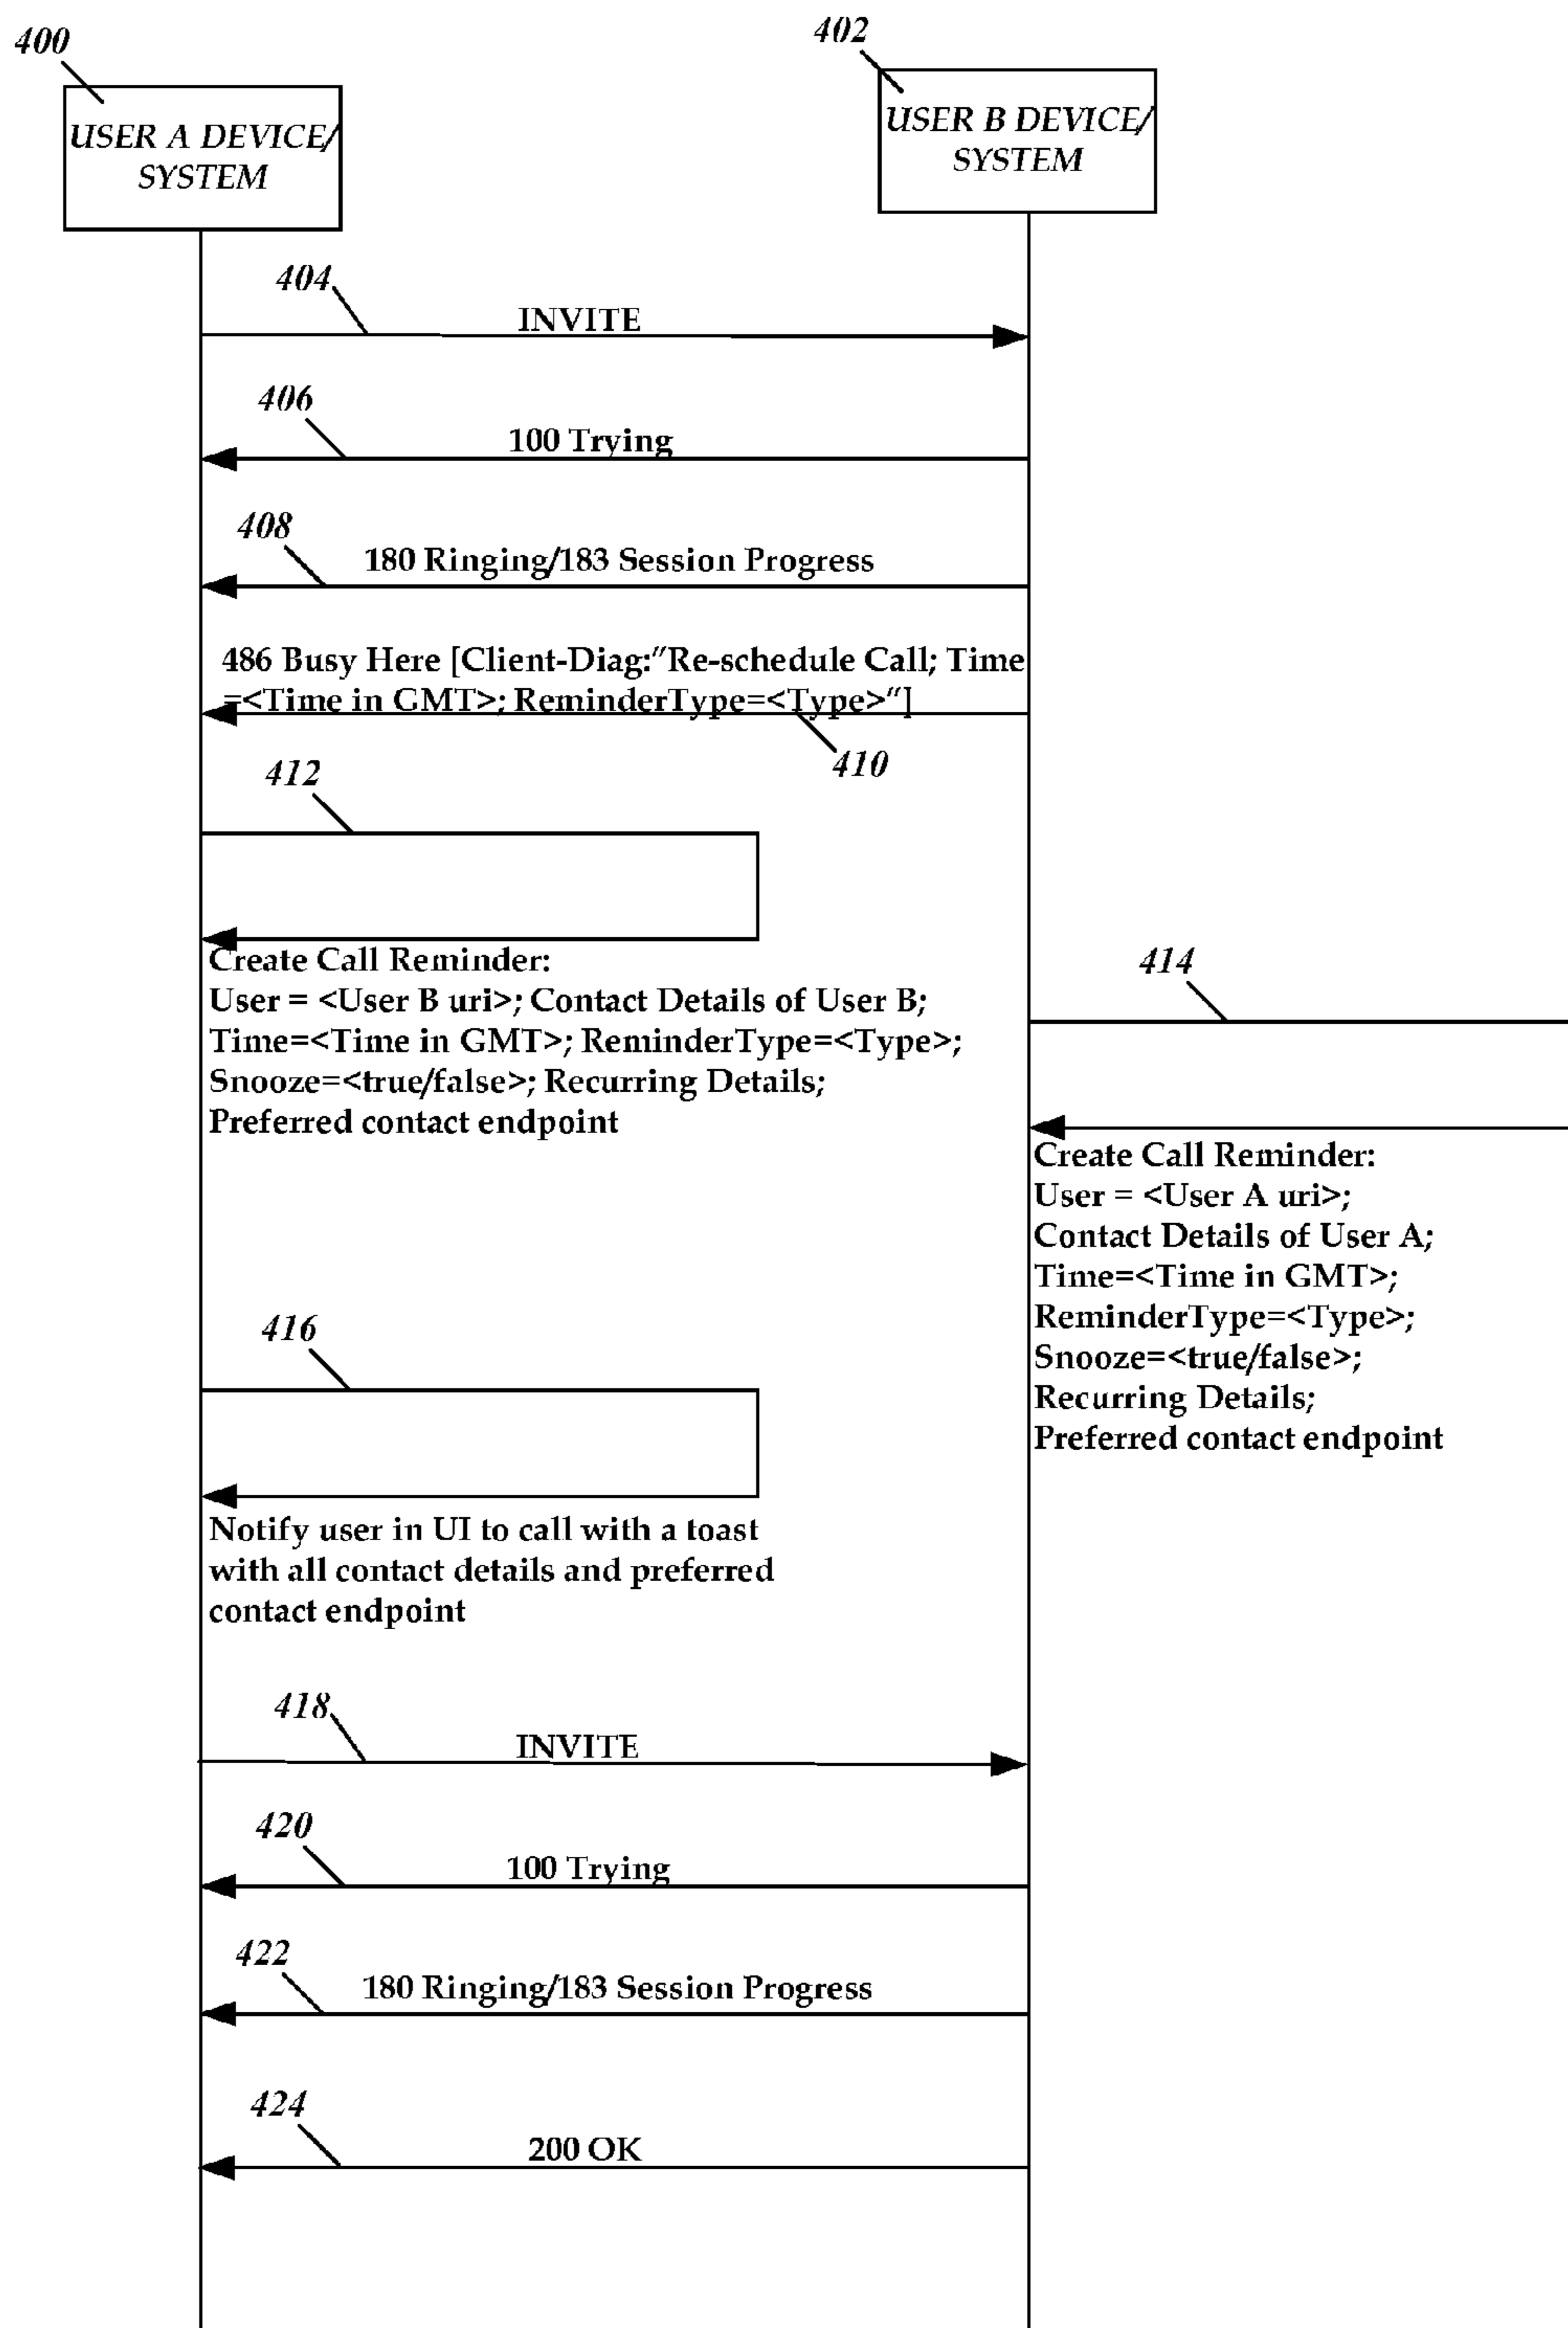 400
402
USER A DEVICE/
SYSTEM
USER B DEVICE/
SYSTEM
404
INVITE
406
100 Trying
408
180 Ringing/183 Session Progress
486 Busy Here [Client-Diag:"Re-schedule Call; Time
=<Time in GMT>; ReminderType=<Type>"]
410
412
Create Call Reminder:
User = <User B uri>; Contact Details of User B;
Time=<Time in GMT>; ReminderType=<Type>;
Snooze=<true/false>; Recurring Details;
Preferred contact endpoint
414
Create Call Reminder:
User = <User A uri>;
Contact Details of User A;
Time=<Time in GMT>;
ReminderType=<Type>;
Snooze=<true/false>;
Recurring Details;
Preferred contact endpoint
416
Notify user in UI to call with a toast
with all contact details and preferred
contact endpoint
418
INVITE
420
100 Trying
422
180 Ringing/183 Session Progress
424
200 OK